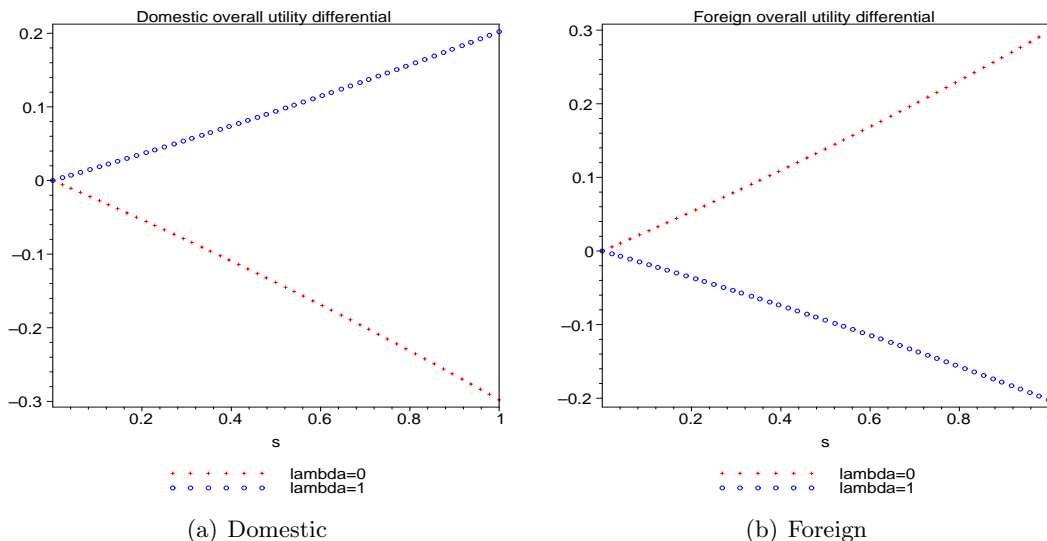 Domestic overall utility differential
0.2
0.1
0
–0.1
–0.2
–0.3
0.2 0.4 0.6 0.8 1
s
lambda=0
lambda=1
(a) Domestic
Foreign overall utility differential
0.3
0.2
0.1
0
–0.1
–0.2
0.2 0.4 0.6 0.8
s
lambda=0
lambda=1
(b) Foreign